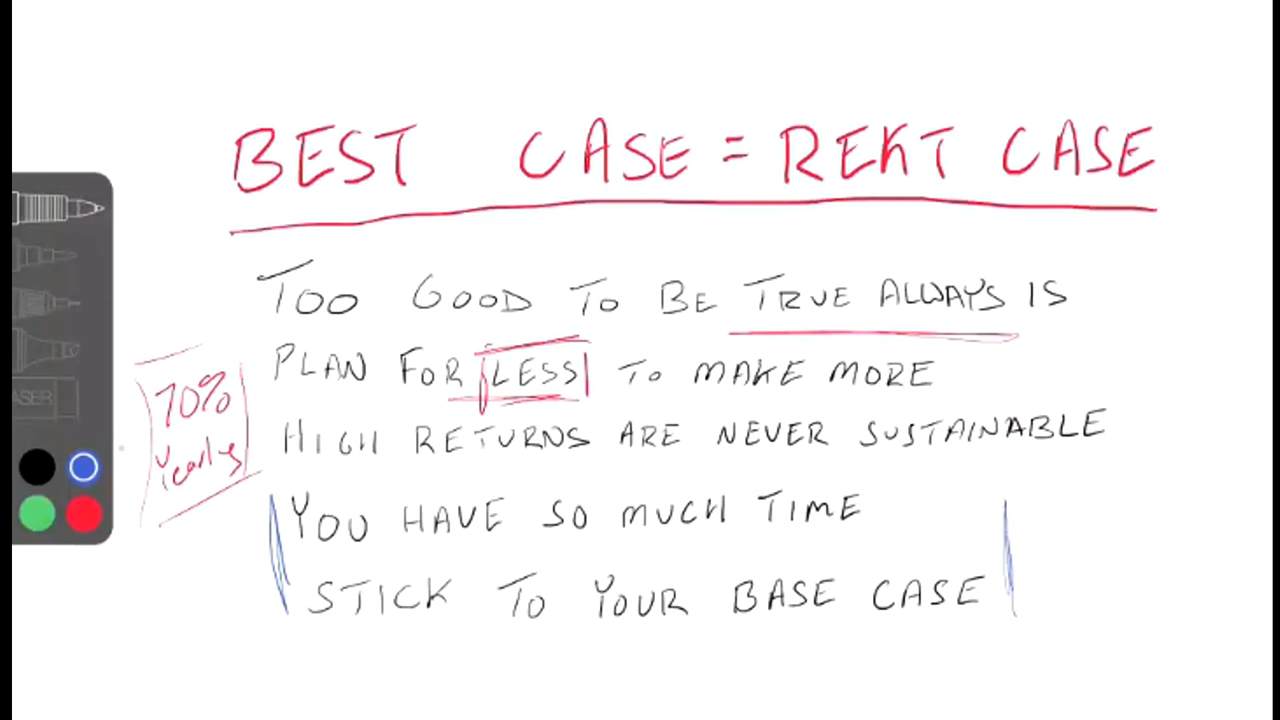 BEST CASE = REKT CASE
TOO GOOD TO BE TRUE ALWAYS IS
PLAN FOR LESS TO MAKE MORE
70%
Yearly
HIGH RETURNS ARE NEVER SUSTAINABLE
YOU HAVE SO MUCH TIME
STICK TO YOUR BASE CASE
ASER